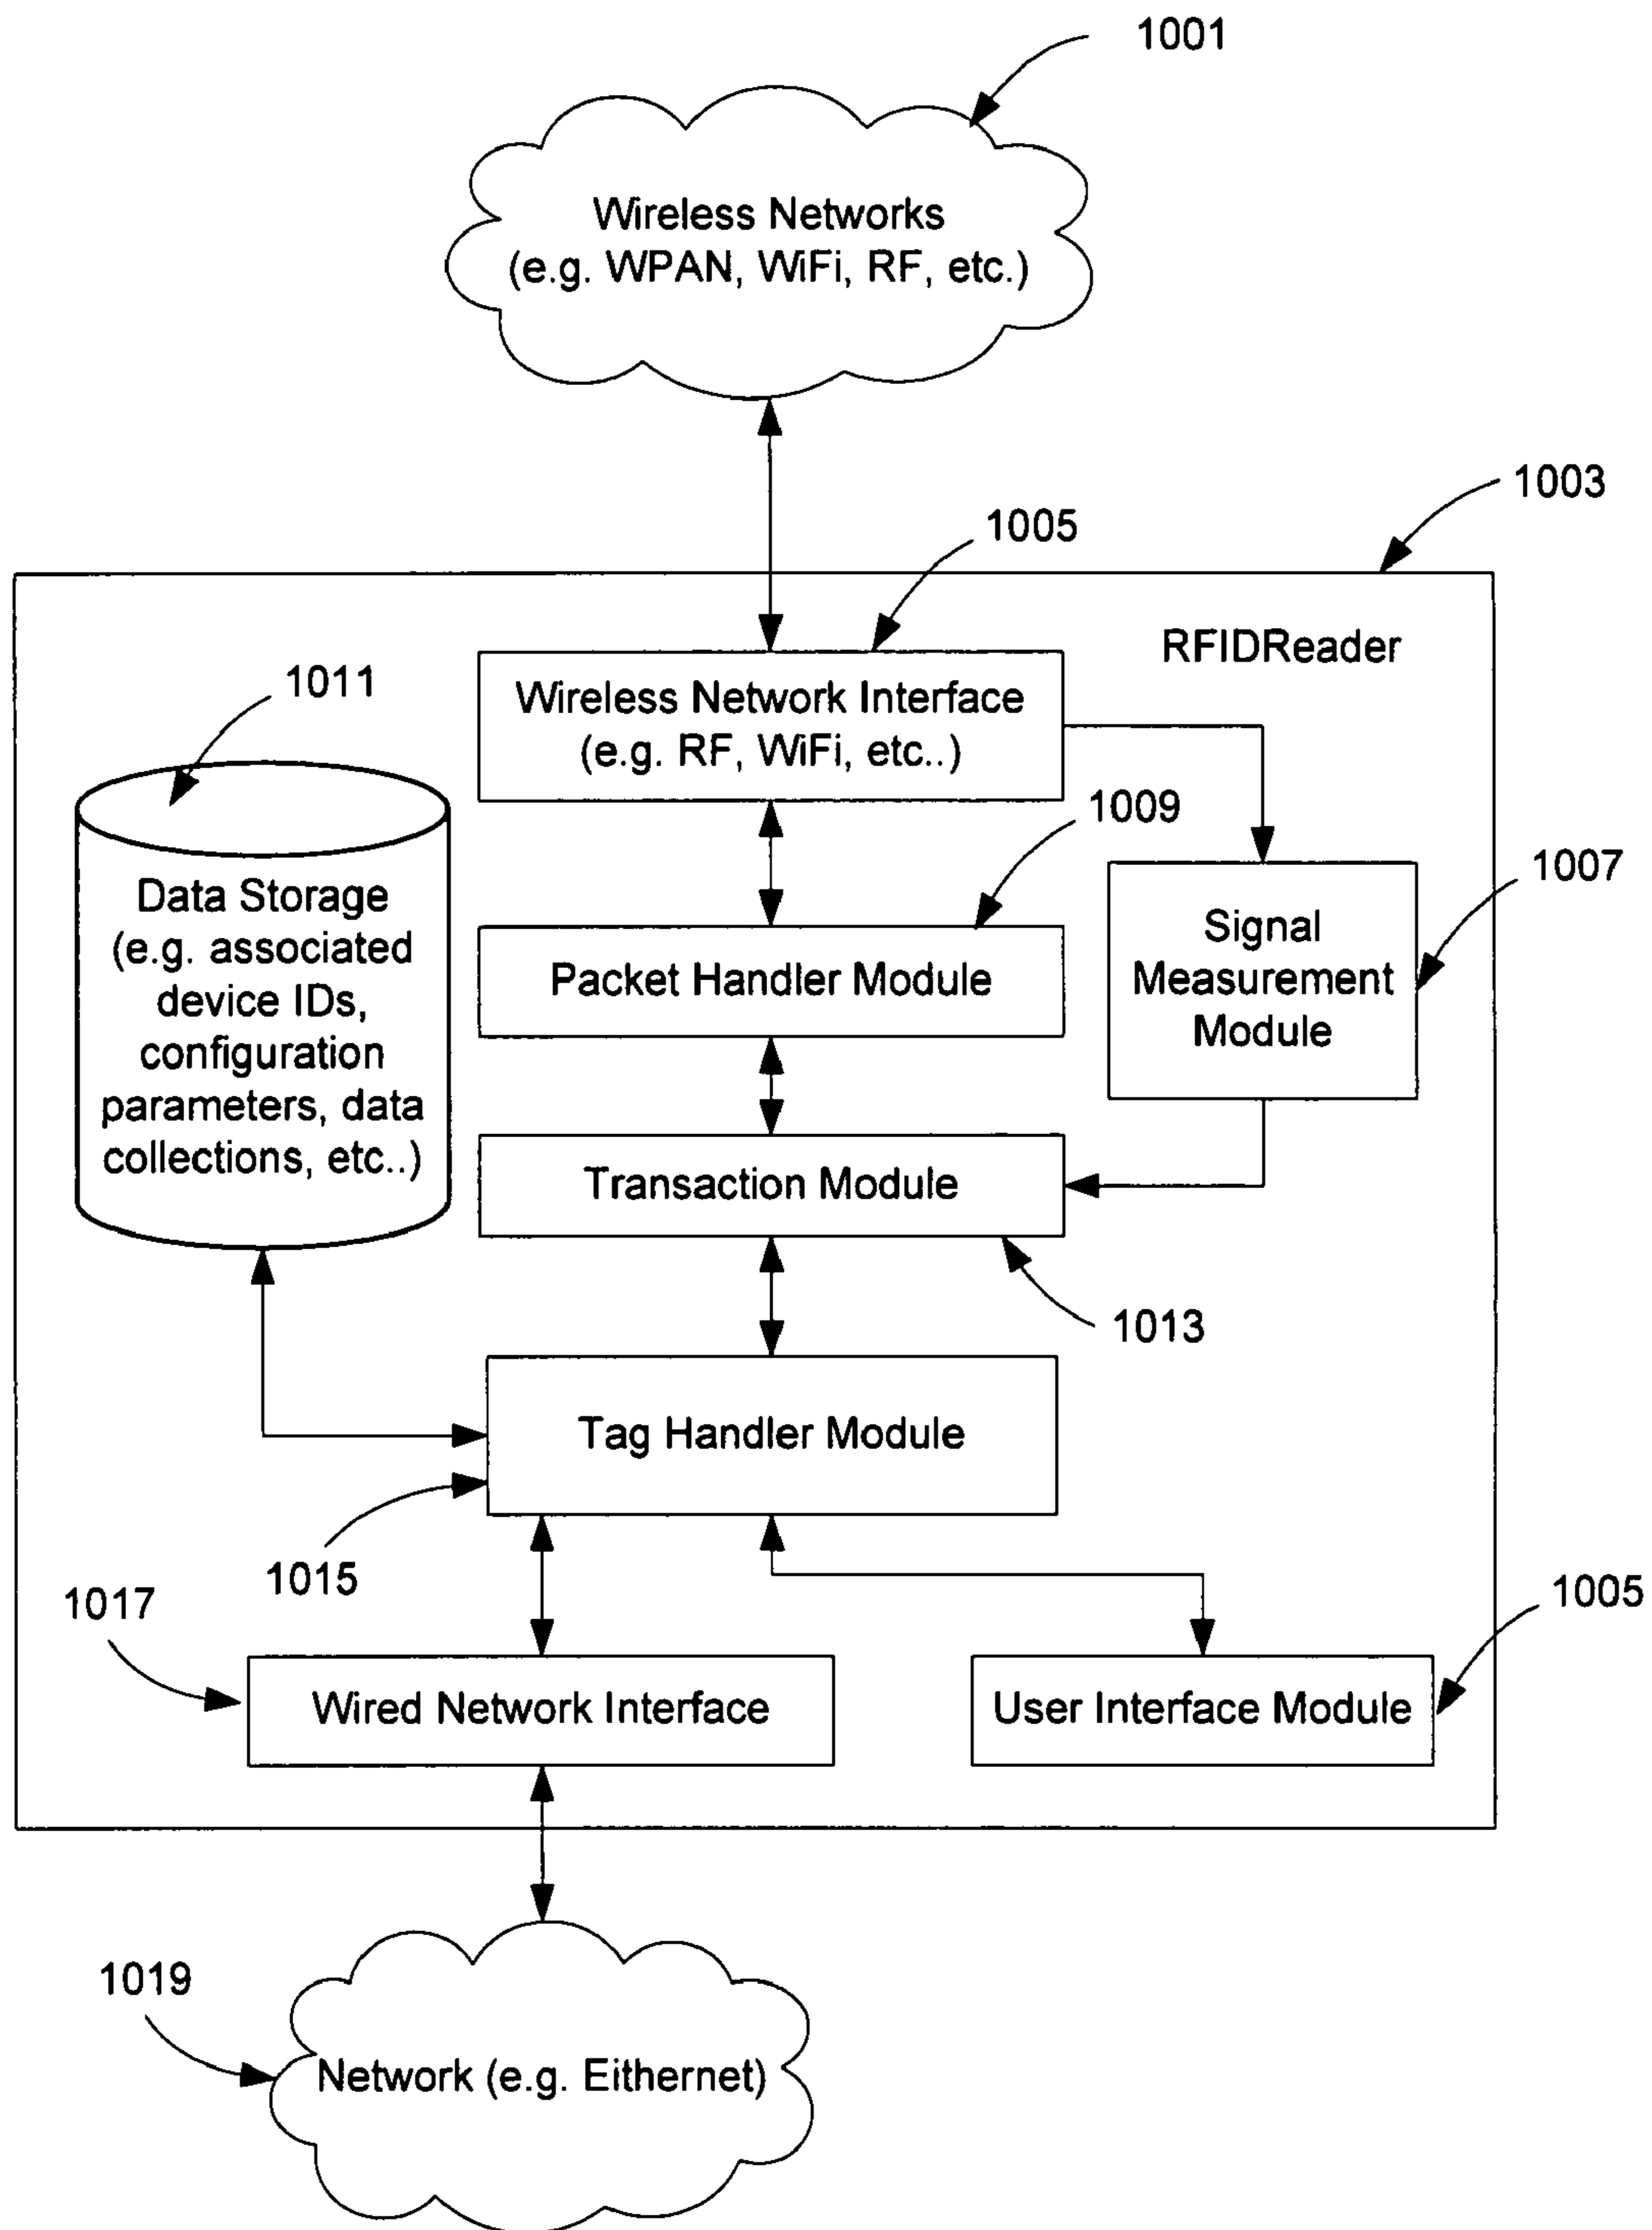 1001
Wireless Networks
(e.g. WPAN, WiFi, RF, etc.)
1003
1005
RFIDReader
1011
Wireless Network Interface
(e.g. RF, WiFi, etc..)
1009
1007
Data Storage
(e.g. associated
device IDs,
configuration
parameters, data
collections, etc..)
Signal
Measurement
Module
Packet Handler Module
Transaction Module
1013
Tag Handler Module
1015
1017
1005
Wired Network Interface
User Interface Module
1019
Network (e.g. Eithernet)